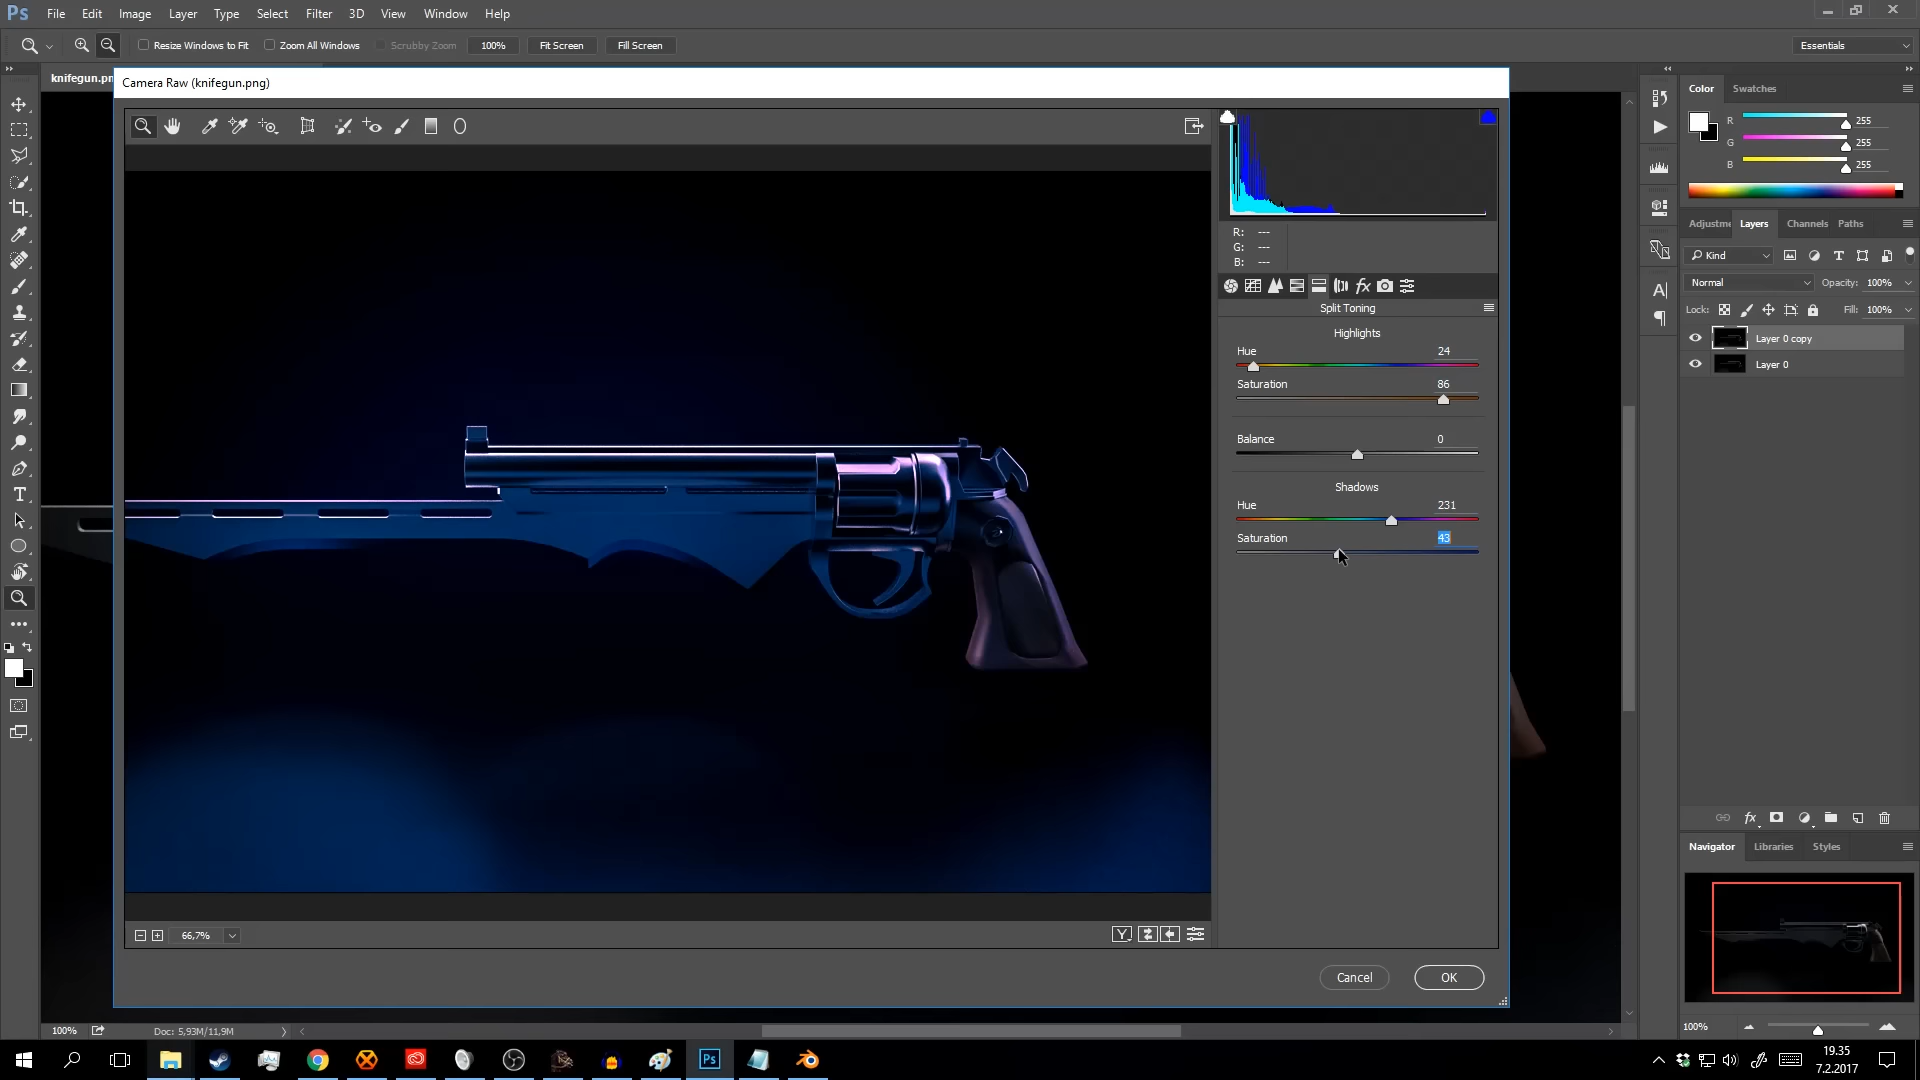 Ps File Edit Image Layer Type Select Filter 3D View Window Help
Resize Windows to Fit Zoom All Windows Scrubby Zoom 100% Fit Screen Fill Screen Essentials
knifegun.pn
Camera Raw (knifegun.png)
Color Swatches
R 255
G 255
B 255
R: ---
G: ---
B: ---
Split Toning
Highlights
Hue 24
Saturation 86
Balance 0
Shadows
Hue 231
Saturation 43
Adjustme Layers Channels Paths
Kind
Normal Opacity: 100%
Lock: Fill: 100%
Layer 0 copy
Layer 0
fx
Navigator Libraries Styles
66,7%
Y
Cancel OK
100% Doc: 5,93M/11,9M
100%
Ps
19.35
7.2.2017